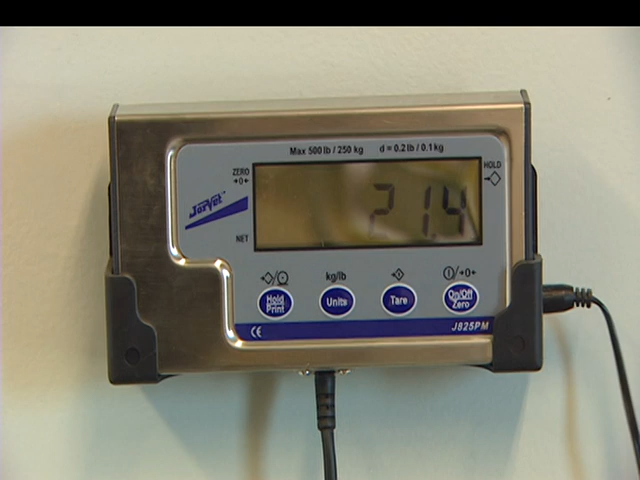 Max 500 lb / 250 kg d = 0.2 lb / 0.1 kg
ZERO
→0←
HOLD
JorVet
21.4
NET
kg/lb
/→0←
Hold
Print
Units
Tare
On/Off
Zero
CE
J825PM